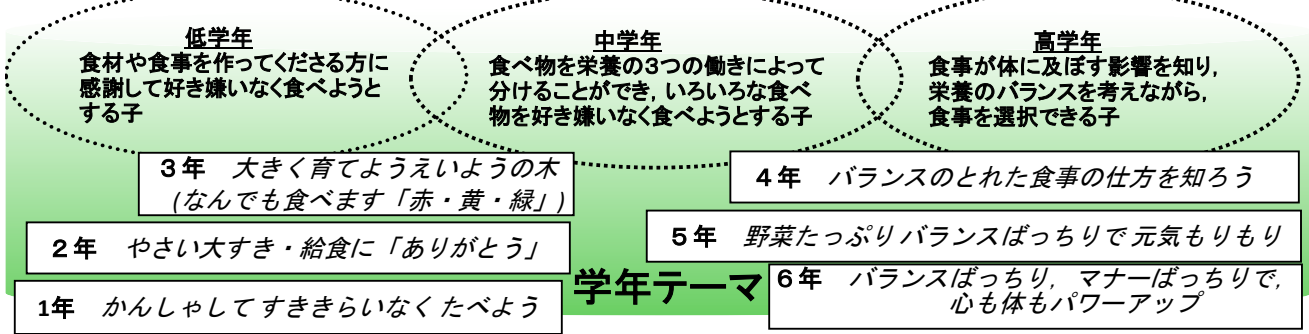 低学年
食材や食事を作ってくださる方に
感謝して好き嫌いなく食べようと
する子
中学年
食べ物を栄養の3つの働きによって
分けることができ，いろいろな食べ
物を好き嫌いなく食べようとする子
高学年
食事が体に及ぼす影響を知り，
栄養のバランスを考えながら，
食事を選択できる子
3年　大きく育てようえいようの木
(なんでも食べます「赤・黄・緑」)
4年　バランスのとれた食事の仕方を知ろう
2年　やさい大すき・給食に「ありがとう」
5年　野菜たっぷり バランスばっちりで 元気もりもり
学年テーマ
1年　かんしゃして すききらいなく たべよう
6年　バランスばっちり，マナーばっちりで，
心も体もパワーアップ